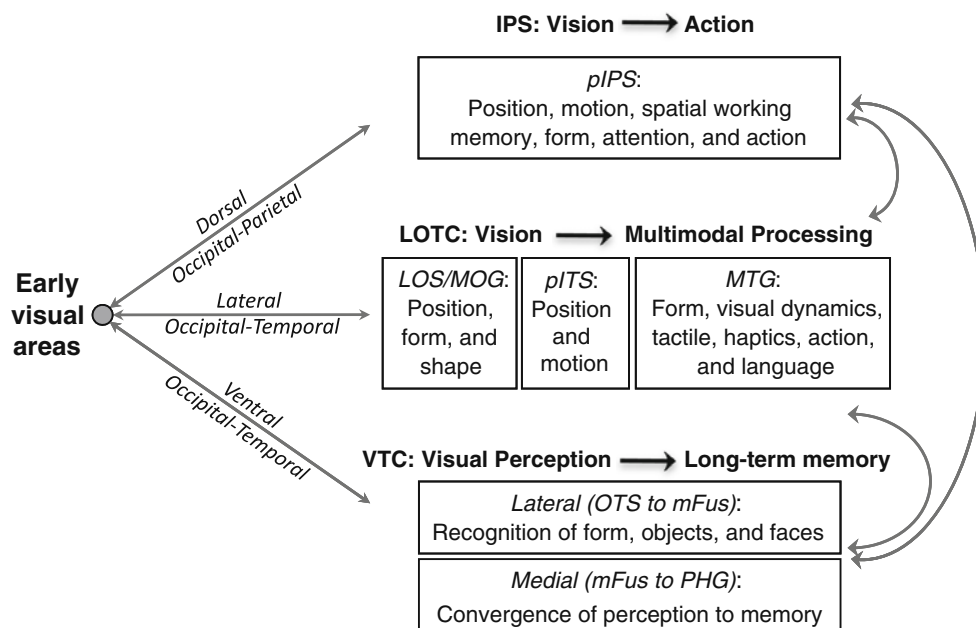 IPS: Vision → Action
pIPS:
Position, motion, spatial working
memory, form, attention, and action
Dorsal
Occipital-Parietal
LOTC: Vision → Multimodal Processing
LOS/MOG:
Position,
form, and
shape
pITS:
Position
and
motion
MTG:
Form, visual dynamics,
tactile, haptics, action,
and language
Early
visual
areas
Lateral
Occipital-Temporal
Ventral
Occipital-Temporal
VTC: Visual Perception → Long-term memory
Lateral (OTS to mFus):
Recognition of form, objects, and faces
Medial (mFus to PHG):
Convergence of perception to memory